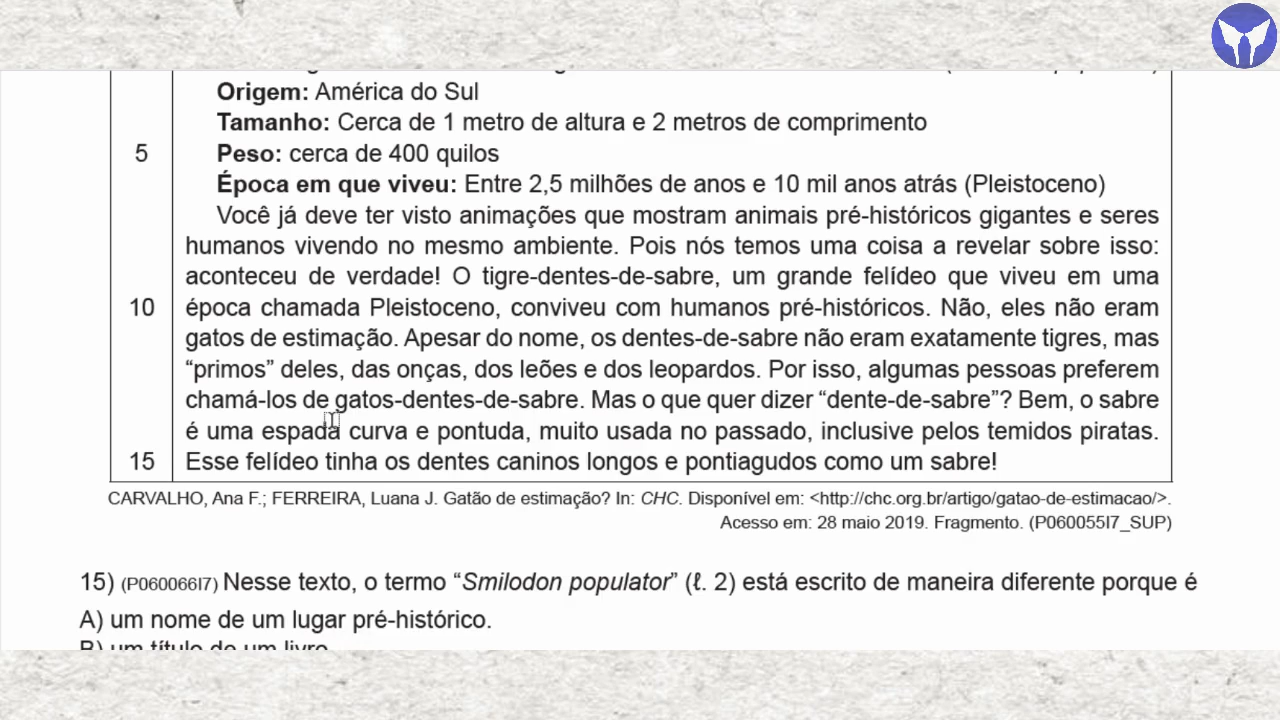 Origem: América do Sul
Tamanho: Cerca de 1 metro de altura e 2 metros de comprimento
5 Peso: cerca de 400 quilos
Época em que viveu: Entre 2,5 milhões de anos e 10 mil anos atrás (Pleistoceno)
Você já deve ter visto animações que mostram animais pré-históricos gigantes e seres
humanos vivendo no mesmo ambiente. Pois nós temos uma coisa a revelar sobre isso:
aconteceu de verdade! O tigre-dentes-de-sabre, um grande felídeo que viveu em uma
10 época chamada Pleistoceno, conviveu com humanos pré-históricos. Não, eles não eram
gatos de estimação. Apesar do nome, os dentes-de-sabre não eram exatamente tigres, mas
“primos” deles, das onças, dos leões e dos leopardos. Por isso, algumas pessoas preferem
chamá-los de gatos-dentes-de-sabre. Mas o que quer dizer “dente-de-sabre”? Bem, o sabre
é uma espada curva e pontuda, muito usada no passado, inclusive pelos temidos piratas.
15 Esse felídeo tinha os dentes caninos longos e pontiagudos como um sabre!
CARVALHO, Ana F.; FERREIRA, Luana J. Gatão de estimação? In: CHC. Disponível em: <http://chc.org.br/artigo/gatao-de-estimacao/>.
Acesso em: 28 maio 2019. Fragmento. (P060055I7_SUP)
15) (P060066I7) Nesse texto, o termo “Smilodon populator” (ℓ. 2) está escrito de maneira diferente porque é
A) um nome de um lugar pré-histórico.
B) um título de um livro